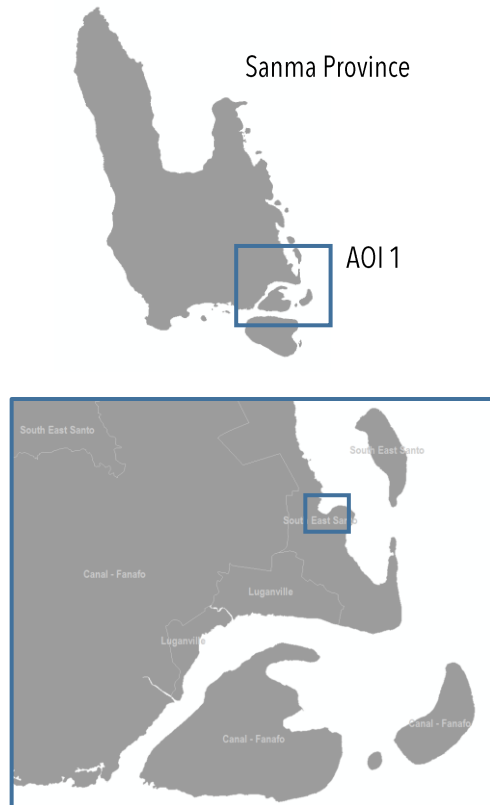 Sanma Province
AOI 1
South East Santo
South East Santo
South East Santo
Canal - Fanafo
Luganville
Luganville
Canal - Fanafo
Canal - Fanafo